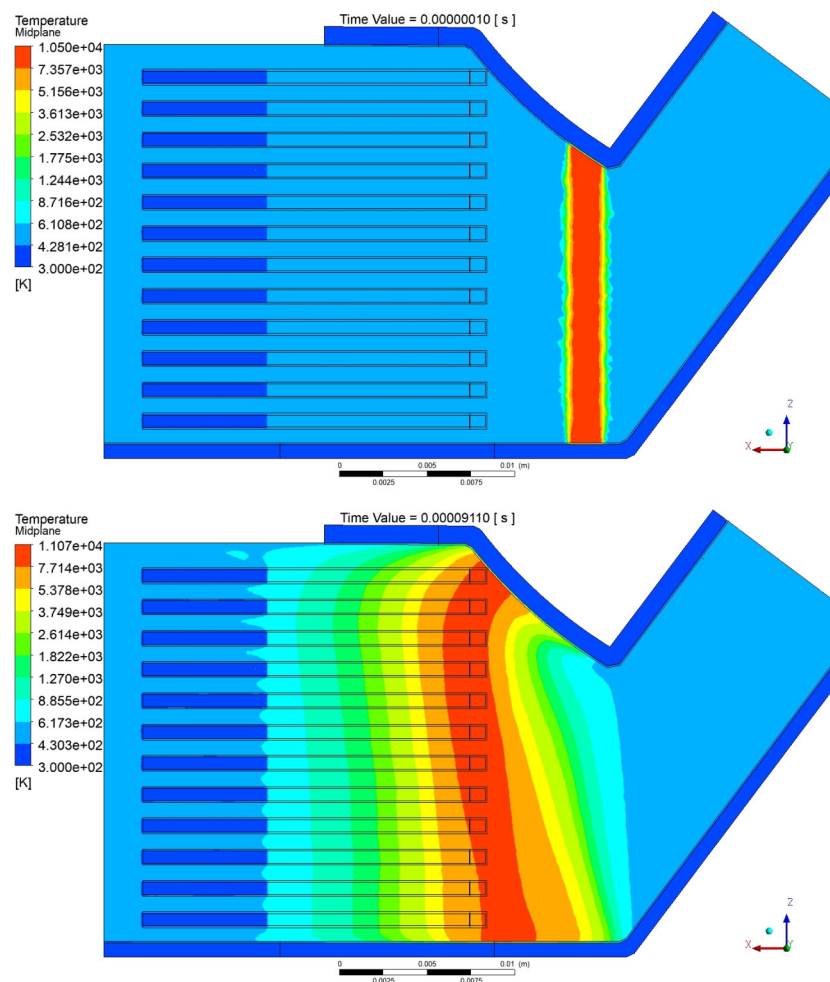 Temperature
Midplane
Time Value = 0.00000010 [ s ]
1.050e+04
7.357e+03
5.156e+03
3.613e+03
2.532e+03
1.775e+03
1.244e+03
8.716e+02
6.108e+02
4.281e+02
3.000e+02
[K]
Z
X
Y
0 0.005 0.01 (m)
0.0025 0.0075
Temperature
Midplane
Time Value = 0.00009110 [ s ]
1.107e+04
7.714e+03
5.378e+03
3.749e+03
2.614e+03
1.822e+03
1.270e+03
8.855e+02
6.173e+02
4.303e+02
3.000e+02
[K]
Z
X
Y
0 0.005 0.01 (m)
0.0025 0.0075